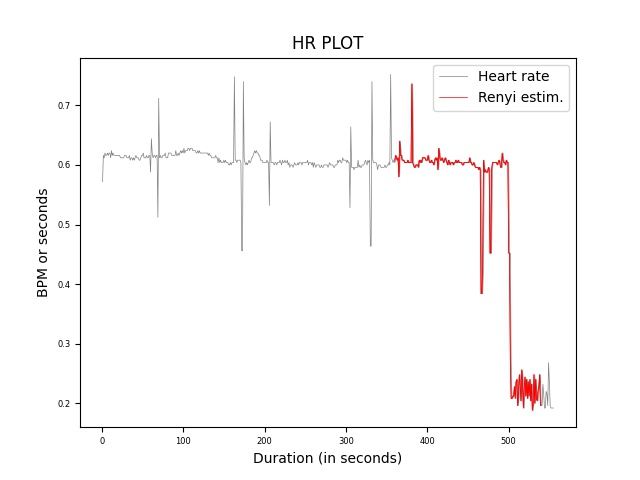 HR PLOT
Heart rate
Renyi estim.
BPM or seconds
0.7
0.6
0.5
0.4
0.3
0.2
0 100 200 300 400 500
Duration (in seconds)